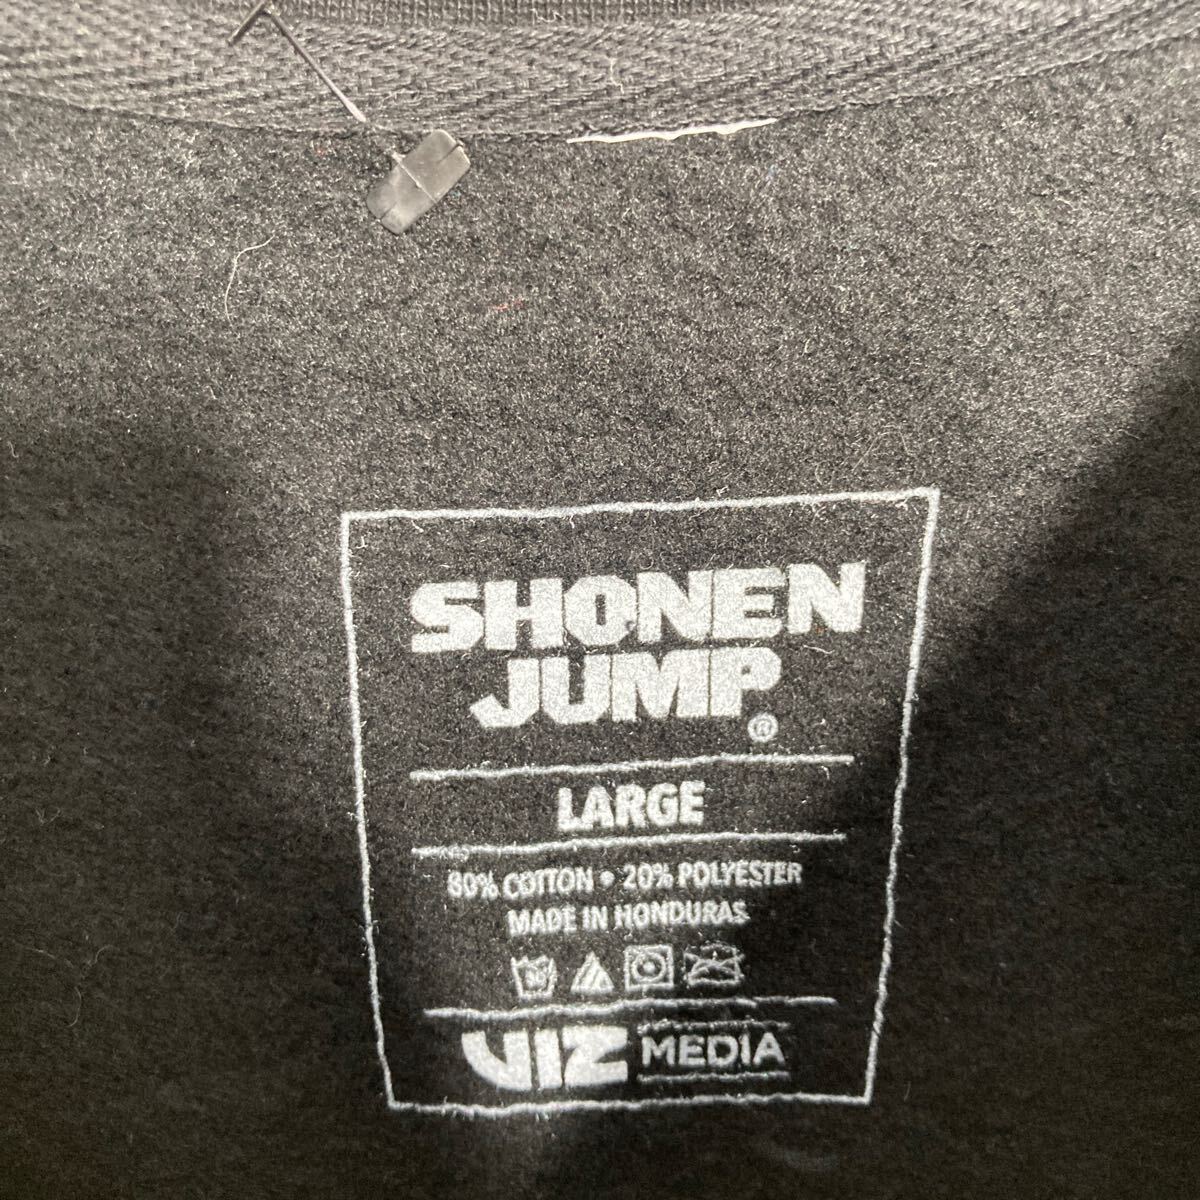 SHONEN
JUMP®
LARGE
80% COTTON • 20% POLYESTER
MADE IN HONDURAS
VIZ MEDIA